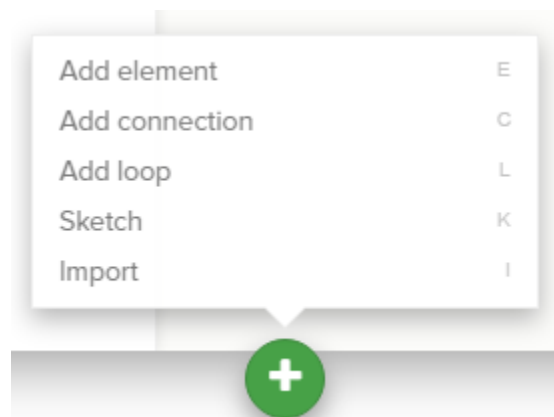 Add element E
Add connection C
Add loop L
Sketch K
Import I